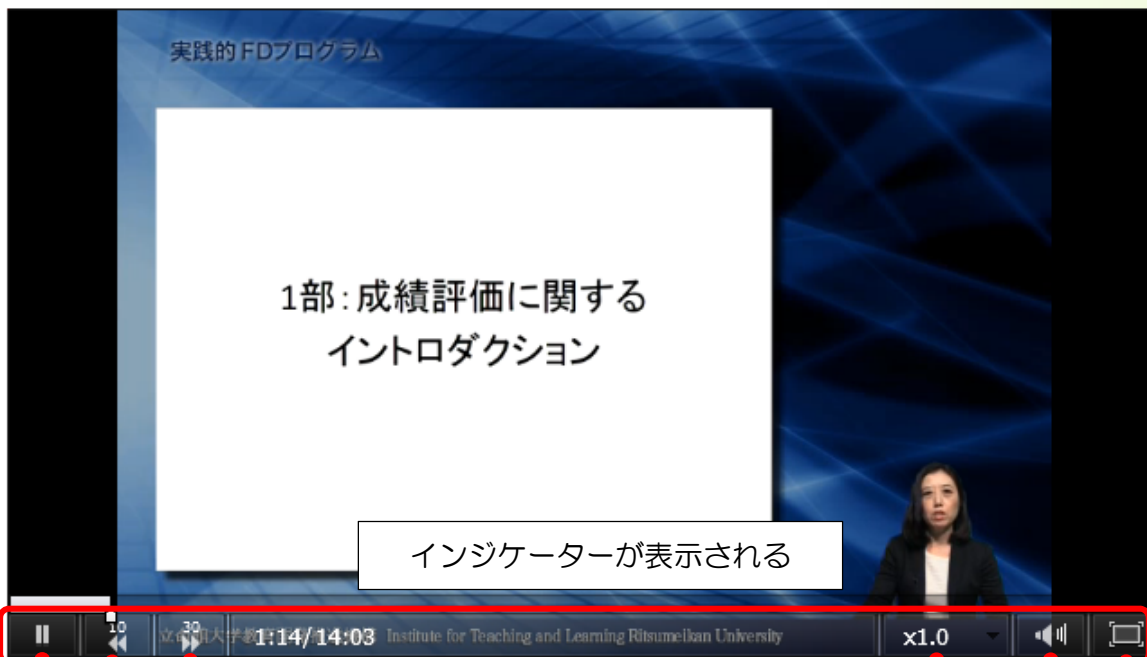 実践的FDプログラム
1部:成績評価に関する
イントロダクション
インジケーターが表示される
10
30
1:14/14:03 Institute for Teaching and Learning Ritsumeikan University
x1.0